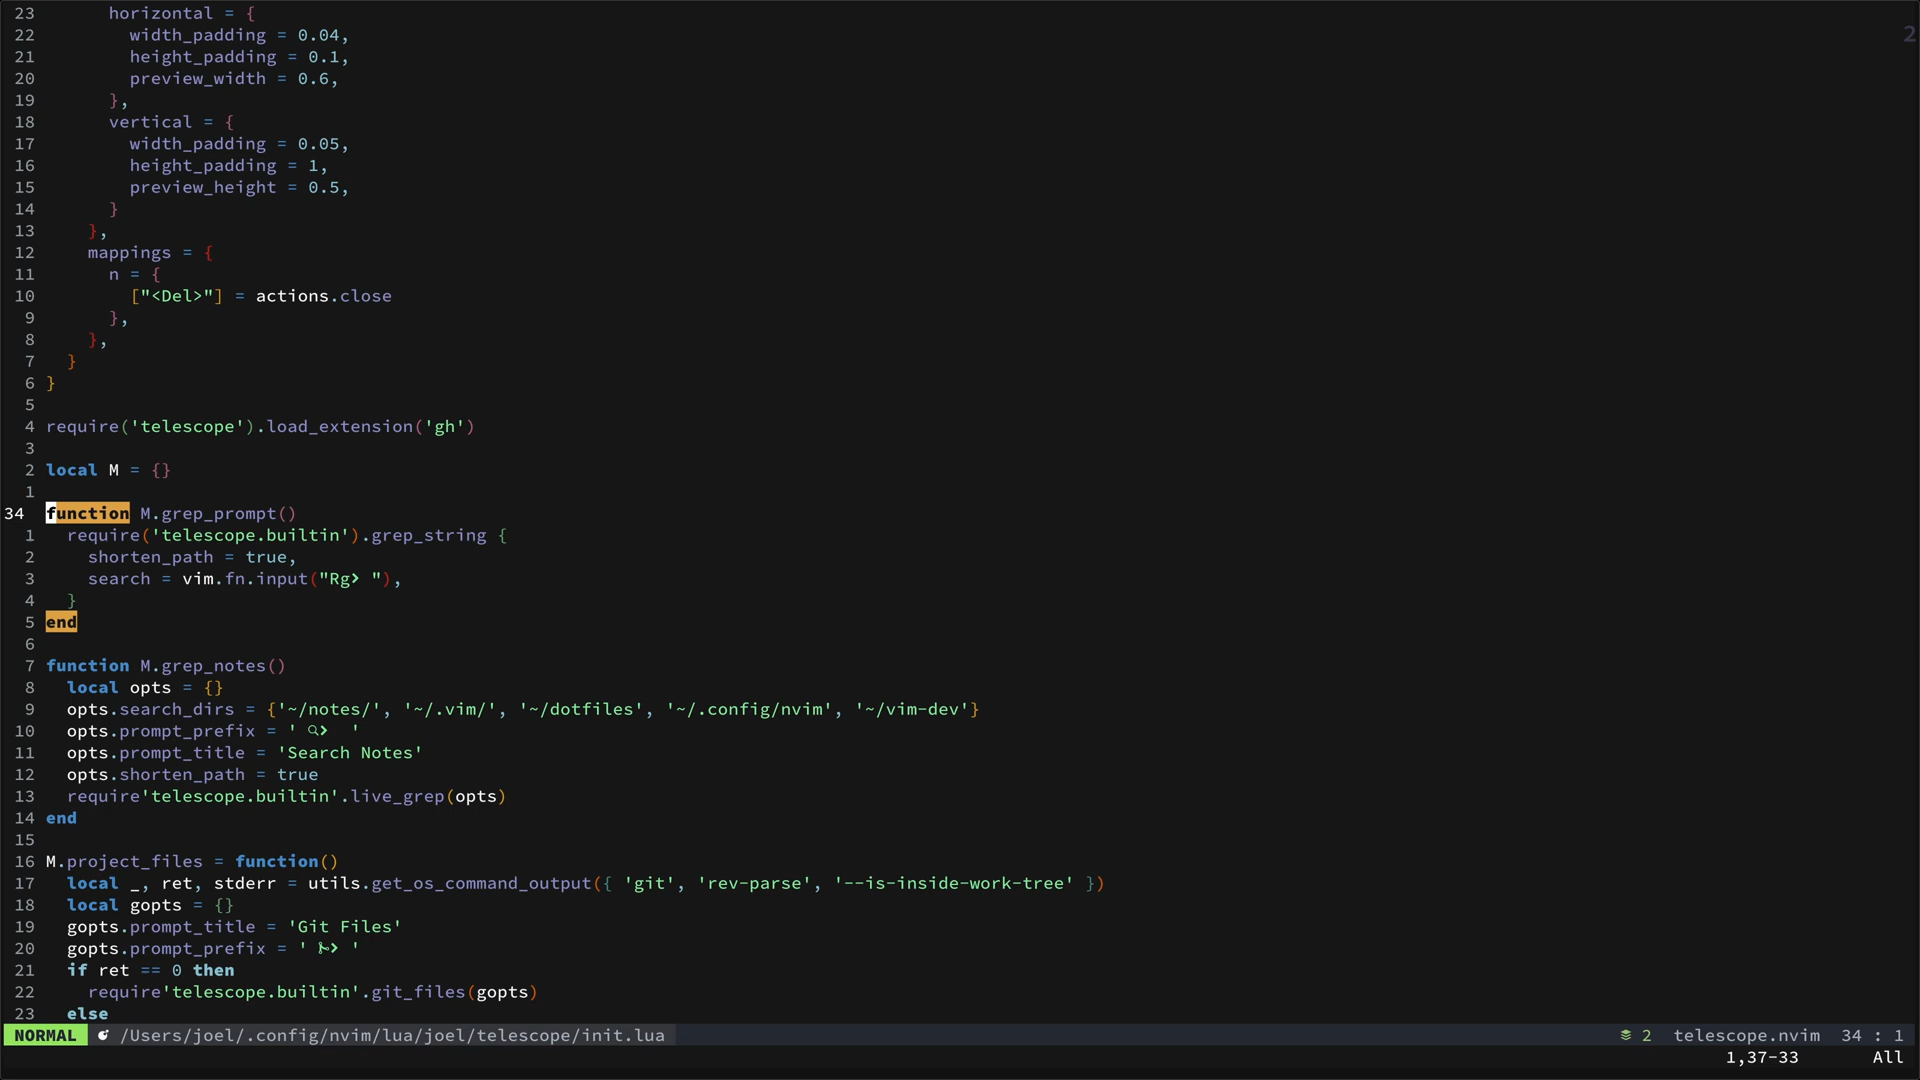 23       horizontal = {
22         width_padding = 0.04,
21         height_padding = 0.1,
20         preview_width = 0.6,
19       },
18       vertical = {
17         width_padding = 0.05,
16         height_padding = 1,
15         preview_height = 0.5,
14       }
13     },
12     mappings = {
11       n = {
10         ["<Del>"] = actions.close
9       },
8     },
7   }
6 }
5
4 require('telescope').load_extension('gh')
3
2 local M = {}
1
34 function M.grep_prompt()
1   require('telescope.builtin').grep_string {
2     shorten_path = true,
3     search = vim.fn.input("Rg❯ "),
4   }
5 end
6
7 function M.grep_notes()
8   local opts = {}
9   opts.search_dirs = {'~/notes/', '~/.vim/', '~/dotfiles', '~/.config/nvim', '~/vim-dev'}
10   opts.prompt_prefix = ' ❯  '
11   opts.prompt_title = 'Search Notes'
12   opts.shorten_path = true
13   require'telescope.builtin'.live_grep(opts)
14 end
15
16 M.project_files = function()
17   local _, ret, stderr = utils.get_os_command_output({ 'git', 'rev-parse', '--is-inside-work-tree' })
18   local gopts = {}
19   gopts.prompt_title = 'Git Files'
20   gopts.prompt_prefix = ' ❯ '
21   if ret == 0 then
22     require'telescope.builtin'.git_files(gopts)
23   else
2
NORMAL /Users/joel/.config/nvim/lua/joel/telescope/init.lua 2 telescope.nvim 34 : 1
1,37-33 All